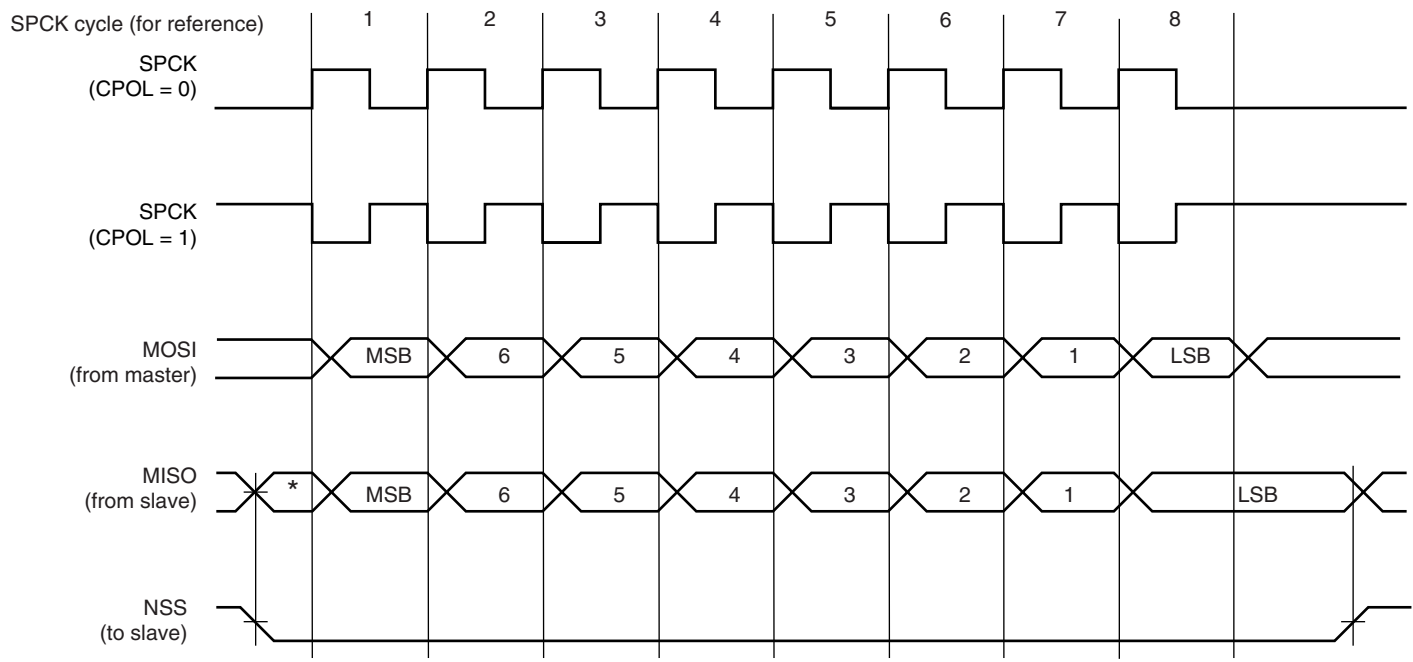 SPCK cycle (for reference) 1 2 3 4 5 6 7 8
SPCK
(CPOL = 0)
SPCK
(CPOL = 1)
MOSI
(from master)
MSB 6 5 4 3 2 1 LSB
MISO
(from slave)
* MSB 6 5 4 3 2 1 LSB
NSS
(to slave)